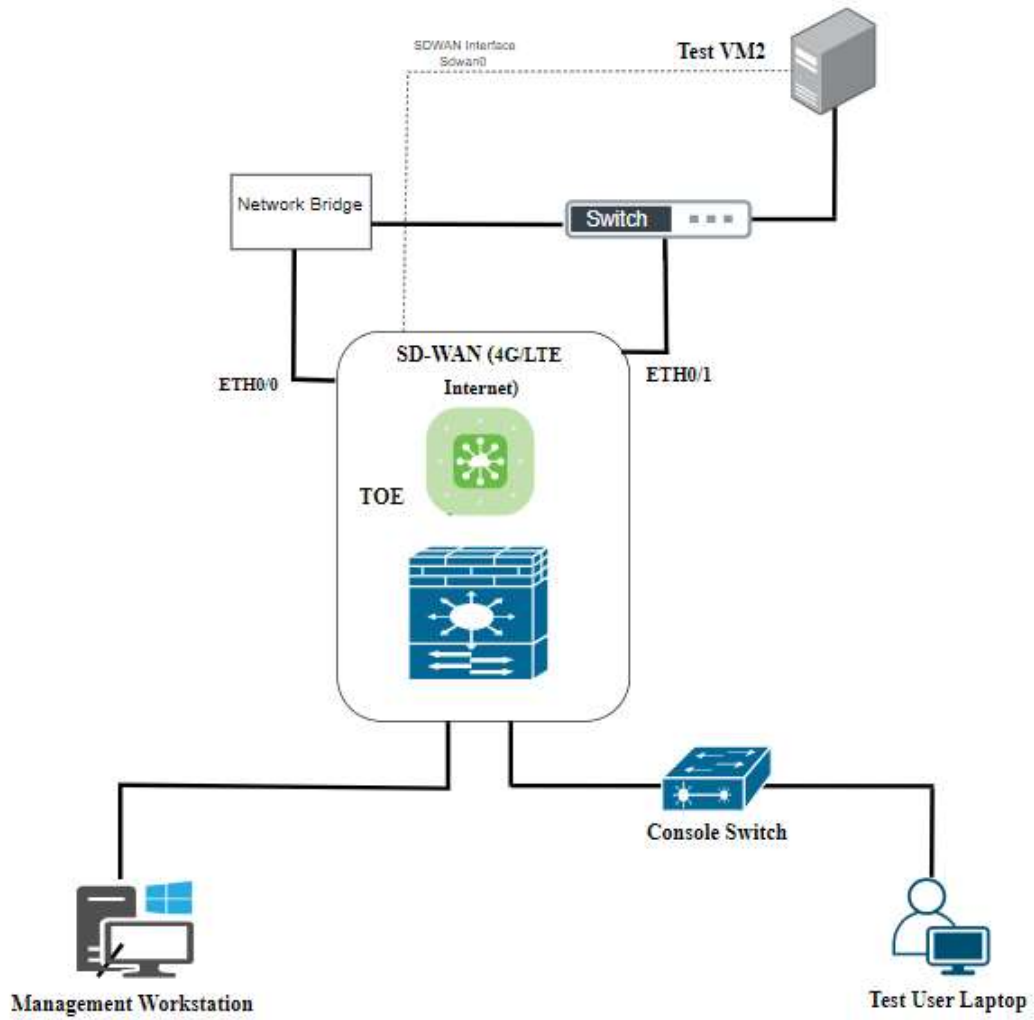 SDWAN Interface
Sdwan0
Test VM2
Network Bridge
Switch
SD-WAN (4G/LTE
Internet)
ETH0/0
ETH0/1
TOE
Console Switch
Management Workstation
Test User Laptop